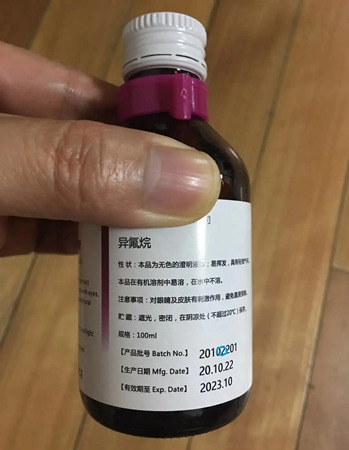 异氟烷
性状：本品为无色的澄明液体；易挥发，具有轻微气味。
本品在有机溶剂中易溶，在水中不溶。
注意事项：对眼睛及皮肤有刺激作用，避免直接接触。
贮藏：遮光，密闭，在阴凉处（不超过20℃）保存。
规格：100ml
【产品批号 Batch No.】 20102201
【生产日期 Mfg. Date】 20.10.22
【有效期至 Exp. Date】 2023.10